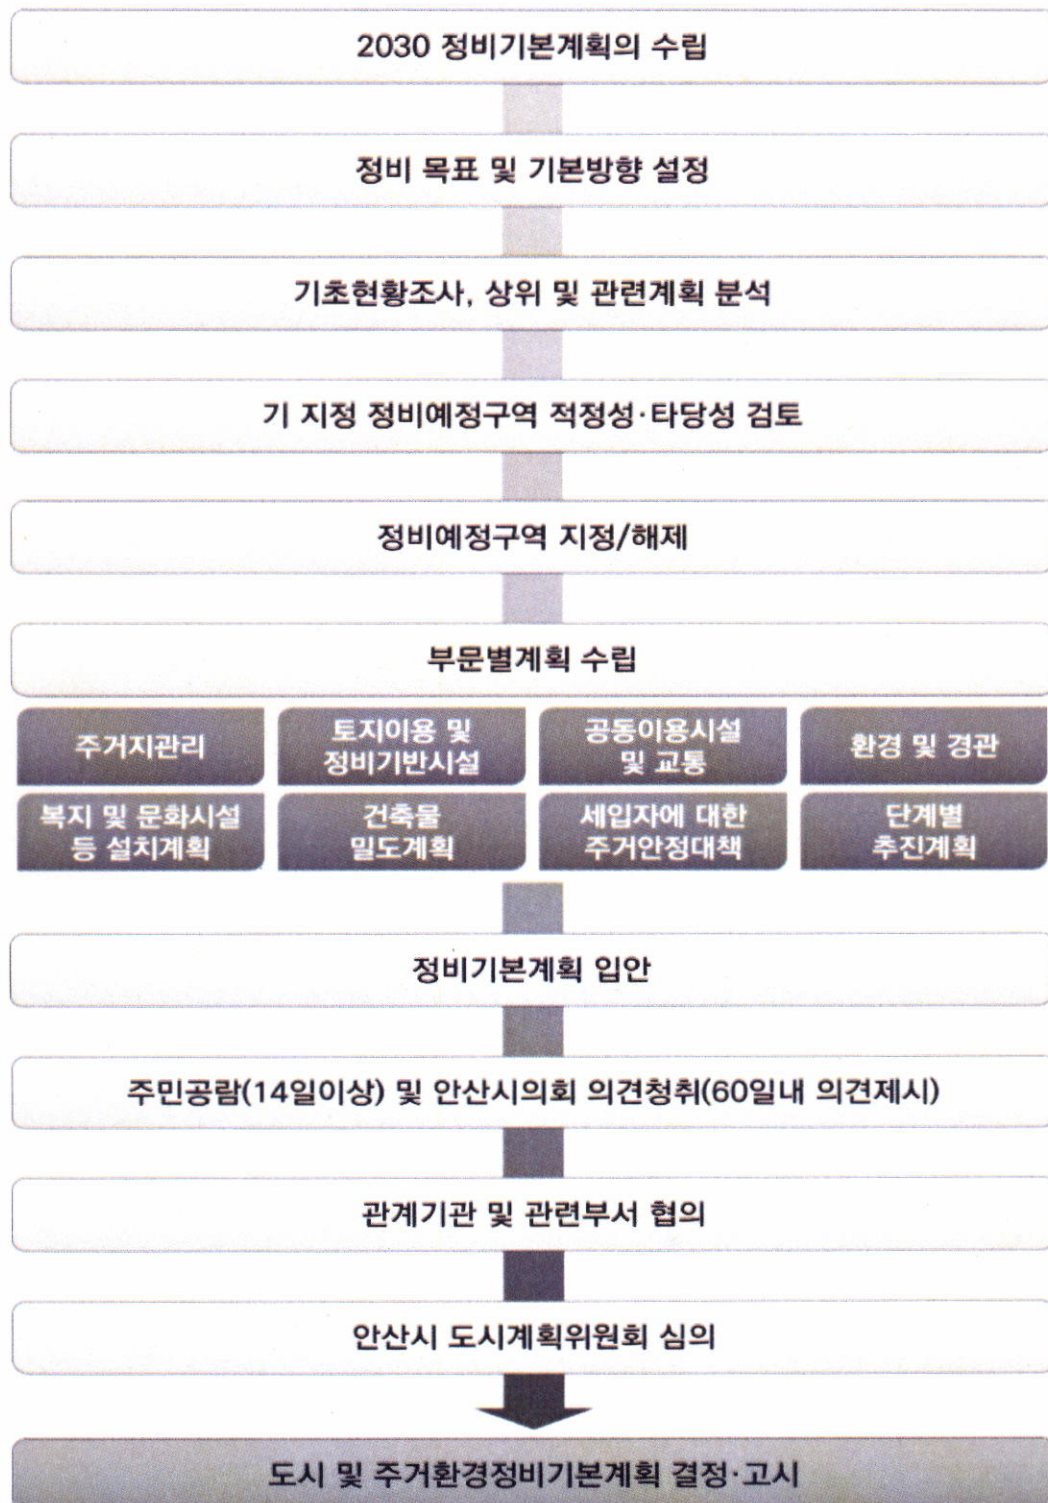 2030 정비기본계획의 수립
정비 목표 및 기본방향 설정
기초현황조사, 상위 및 관련계획 분석
기 지정 정비예정구역 적정성·타당성 검토
정비예정구역 지정/해제
부문별계획 수립
주거지관리
토지이용 및
정비기반시설
공동이용시설
및 교통
환경 및 경관
복지 및 문화시설
등 설치계획
건축물
밀도계획
세입자에 대한
주거안정대책
단계별
추진계획
정비기본계획 입안
주민공람(14일이상) 및 안산시의회 의견청취(60일내 의견제시)
관계기관 및 관련부서 협의
안산시 도시계획위원회 심의
도시 및 주거환경정비기본계획 결정·고시